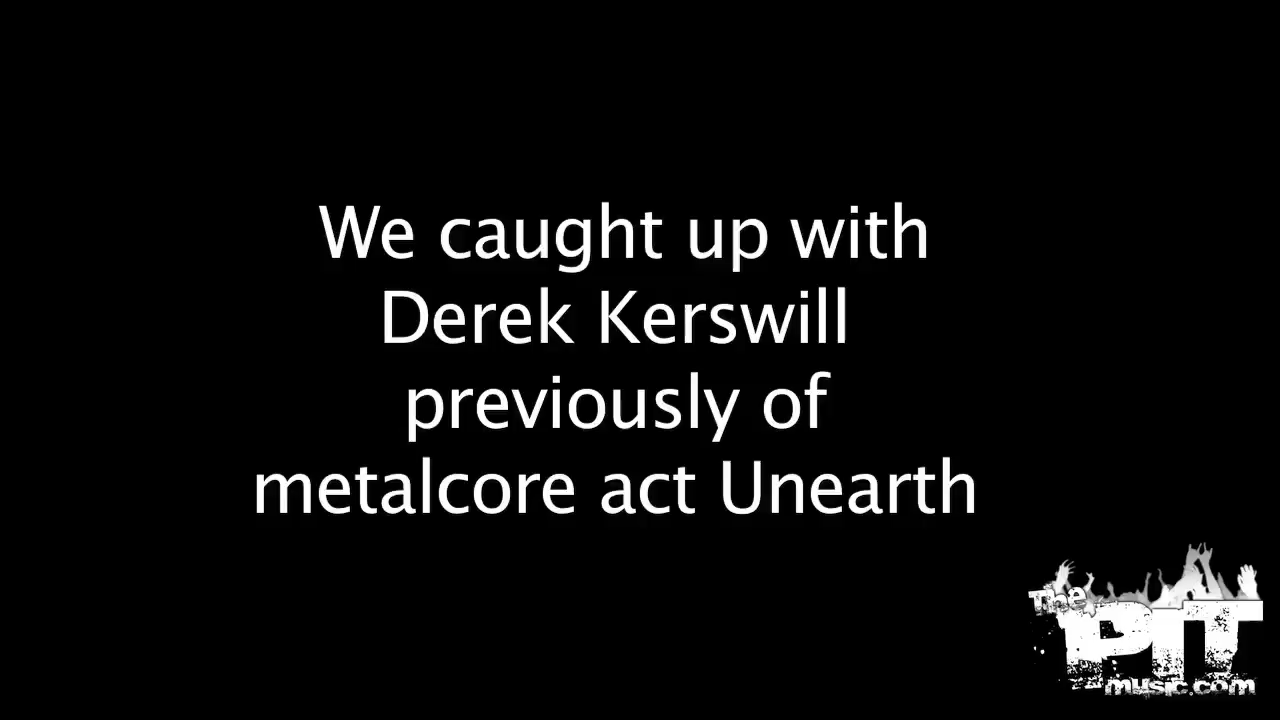 We caught up with
Derek Kerswill
previously of
metalcore act Unearth
The
PIT
music.com